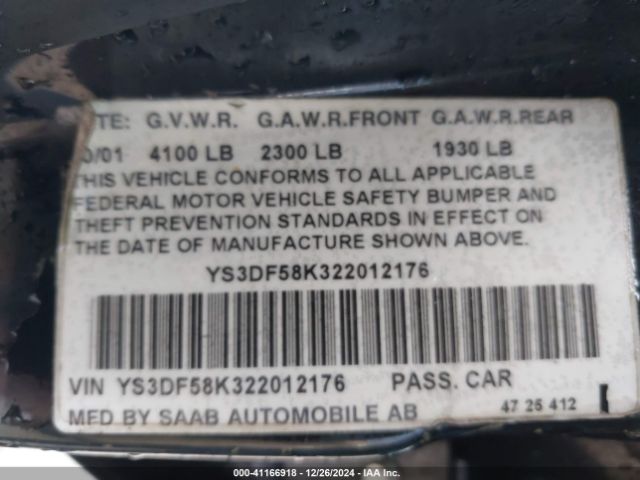 TE: G.V.W.R. G.A.W.R.FRONT G.A.W.R.REAR
0/01 4100 LB 2300 LB 1930 LB
THIS VEHICLE CONFORMS TO ALL APPLICABLE
FEDERAL MOTOR VEHICLE SAFETY BUMPER AND
THEFT PREVENTION STANDARDS IN EFFECT ON
THE DATE OF MANUFACTURE SHOWN ABOVE.
YS3DF58K322012176
VIN YS3DF58K322012176 PASS. CAR
MFD BY SAAB AUTOMOBILE AB 47 25 412
000-41166918 - 12/26/2024 - IAA Inc.